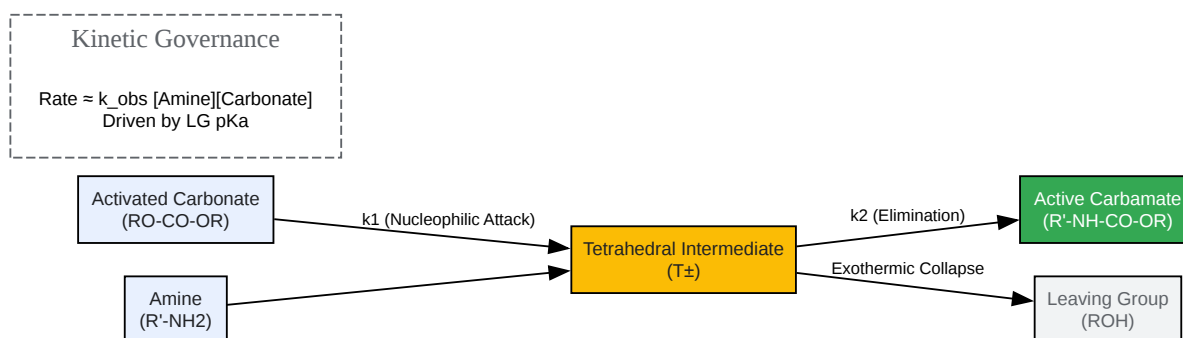 Kinetic Governance
Rate ≈ k_obs [Amine][Carbonate]
Driven by LG pKa
Activated Carbonate
(RO-CO-OR)
k1 (Nucleophilic Attack)
Amine
(R'-NH2)
Tetrahedral Intermediate
(T±)
k2 (Elimination)
Exothermic Collapse
Active Carbamate
(R'-NH-CO-OR)
Leaving Group
(ROH)